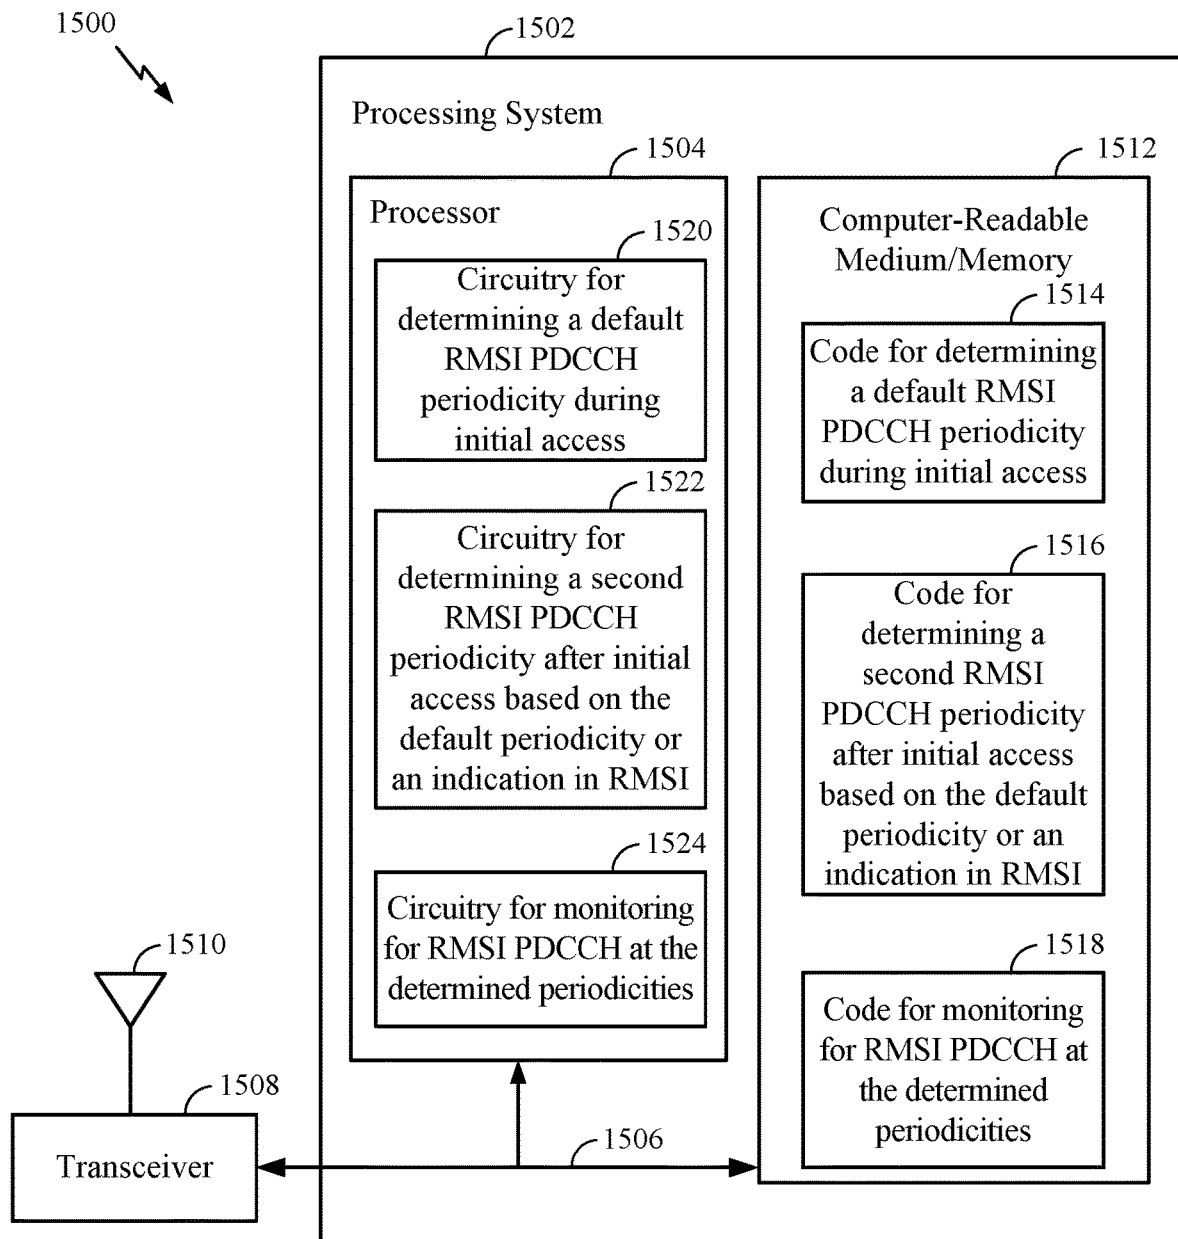 1500
1502
Processing System
1504
Processor
1520
Circuitry for
determining a default
RMSI PDCCH
periodicity during
initial access
1522
Circuitry for
determining a second
RMSI PDCCH
periodicity after initial
access based on the
default periodicity or
an indication in RMSI
1524
Circuitry for monitoring
for RMSI PDCCH at the
determined periodicities
1512
Computer-Readable
Medium/Memory
1514
Code for determining
a default RMSI
PDCCH periodicity
during initial access
1516
Code for
determining a
second RMSI
PDCCH periodicity
after initial access
based on the default
periodicity or an
indication in RMSI
1518
Code for monitoring
for RMSI PDCCH at
the determined
periodicities
1510
1508
Transceiver
1506